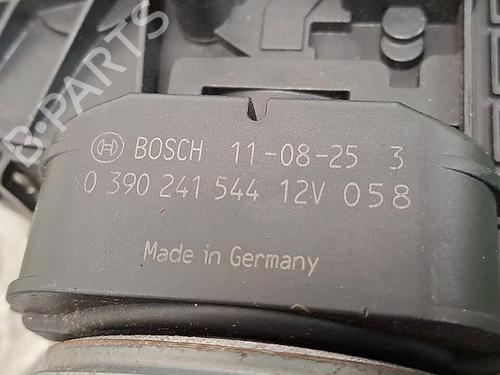 B-PARTS
BOSCH 11-08-25 3
0 390 241 544 12V 058
Made in Germany